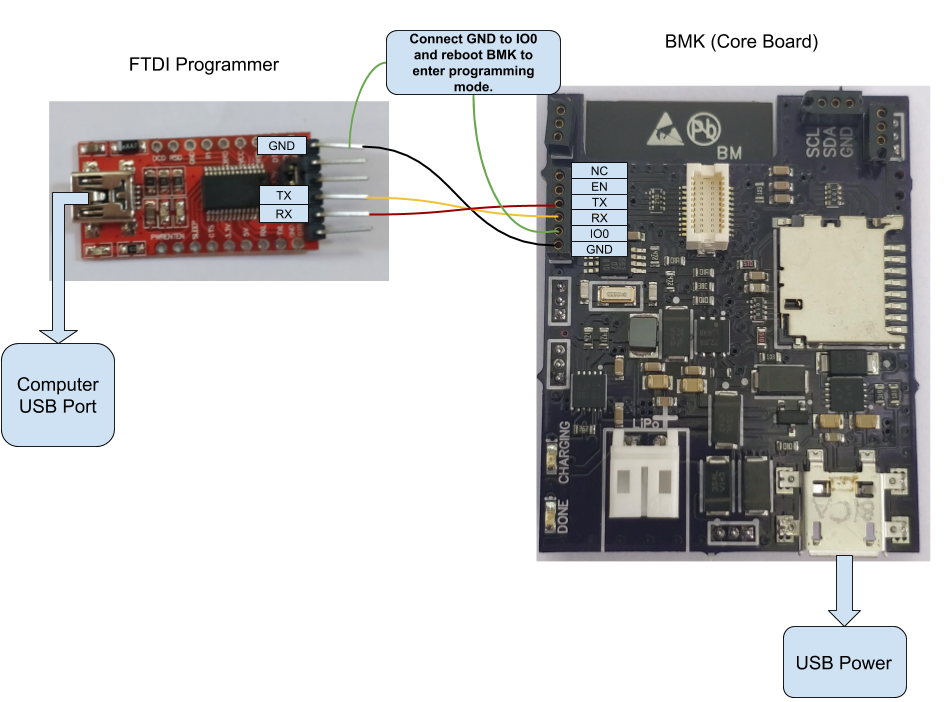 Connect GND to IO0
and reboot BMK to
enter programming
mode.
BMK (Core Board)
FTDI Programmer
GND
TX
RX
NC
EN
TX
RX
IO0
GND
SCL
SDA
GND
Pb
BM
Computer
USB Port
LiPo
CHARGING
DONE
USB Power